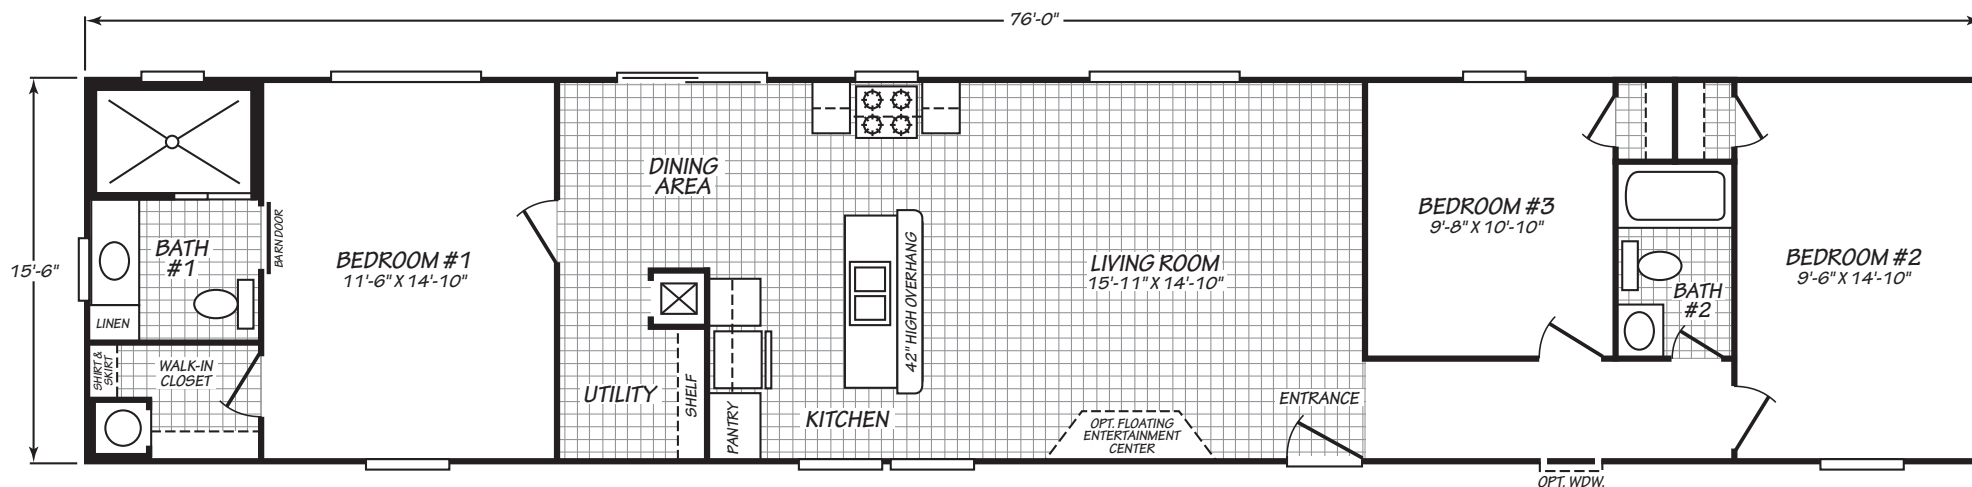 76'-0"
15'-6"
BATH
#1
LINEN
SHIRT &
SKIRT
WALK-IN
CLOSET
BARN DOOR
BEDROOM #1
11'-6" X 14'-10"
DINING
AREA
UTILITY
SHELF
PANTRY
KITCHEN
42" HIGH OVERHANG
LIVING ROOM
15'-11" X 14'-10"
OPT. FLOATING
ENTERTAINMENT
CENTER
ENTRANCE
BEDROOM #3
9'-8" X 10'-10"
BATH
#2
BEDROOM #2
9'-6" X 14'-10"
OPT. WDW.